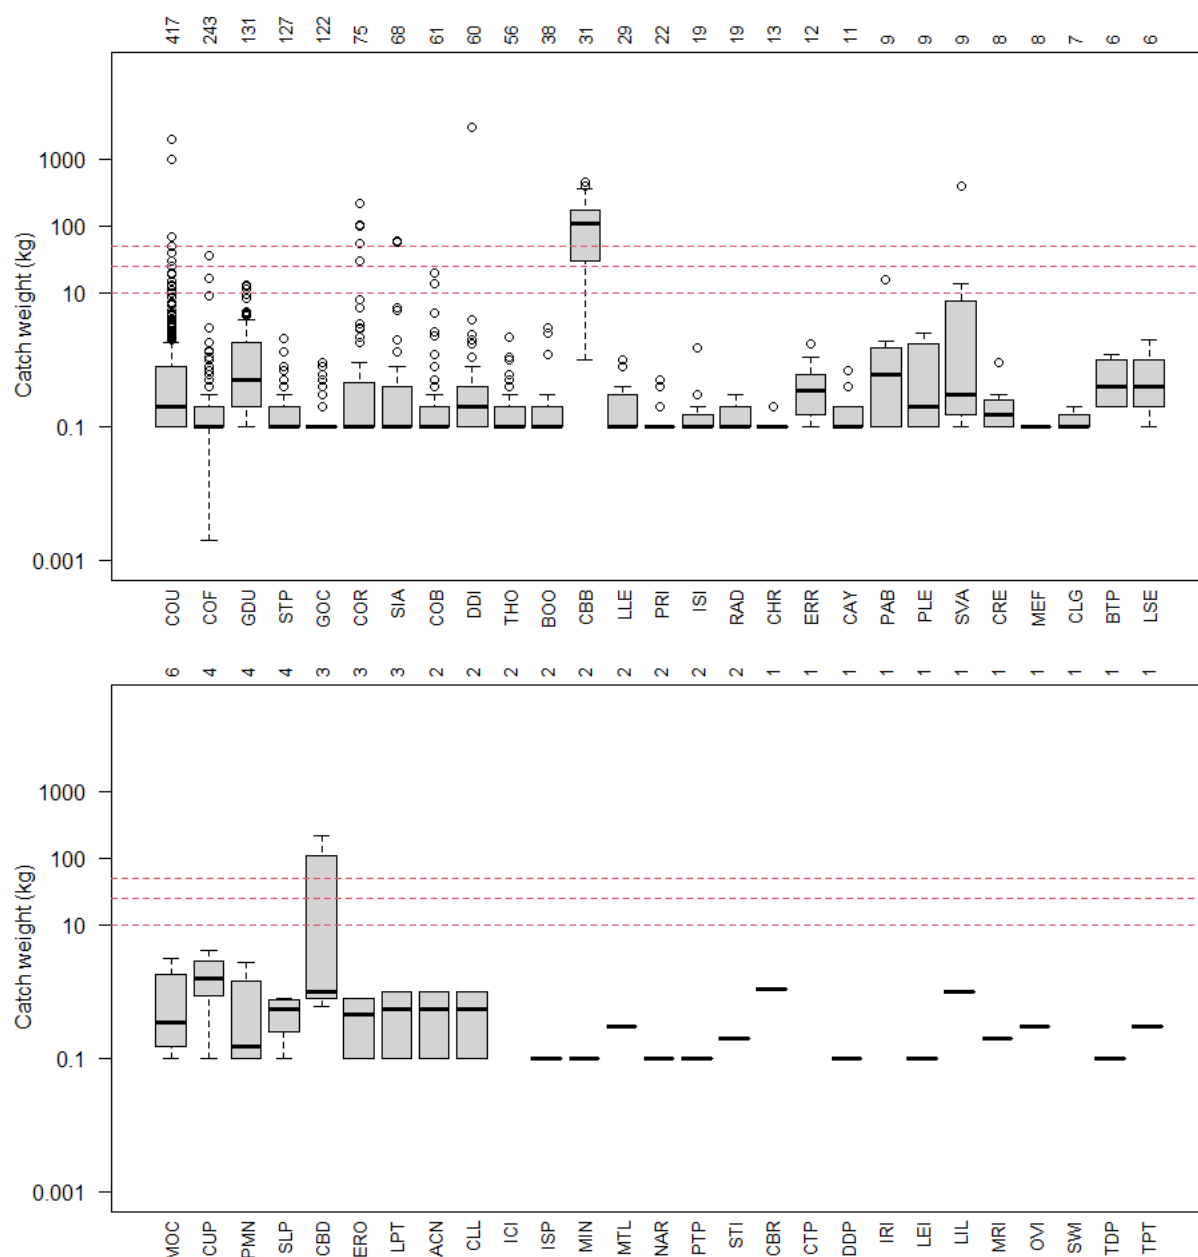 417 243 131 127 122 75 68 61 60 56 38 31 29 22 19 19 13 12 11 9 9 9 8 8 7 6 6
Catch weight (kg)
1000
100
10
0.1
0.001
COU COF GDU STP GOC COR SIA COB DDI THO BOO CBB LLE PRI ISI RAD CHR ERR CAY PAB PLE SVA CRE MEF CLG BTP LSE
6 4 4 4 3 3 3 2 2 2 2 2 2 2 2 2 1 1 1 1 1 1 1 1 1 1 1
Catch weight (kg)
1000
100
10
0.1
0.001
MOC CUP PMN SLP CBD ERO LPT ACN CLL ICI ISP MIN MTL NAR PTP STI CBR CTP DDP IRI LEI LIL MRI OVI SWI TDP TPT